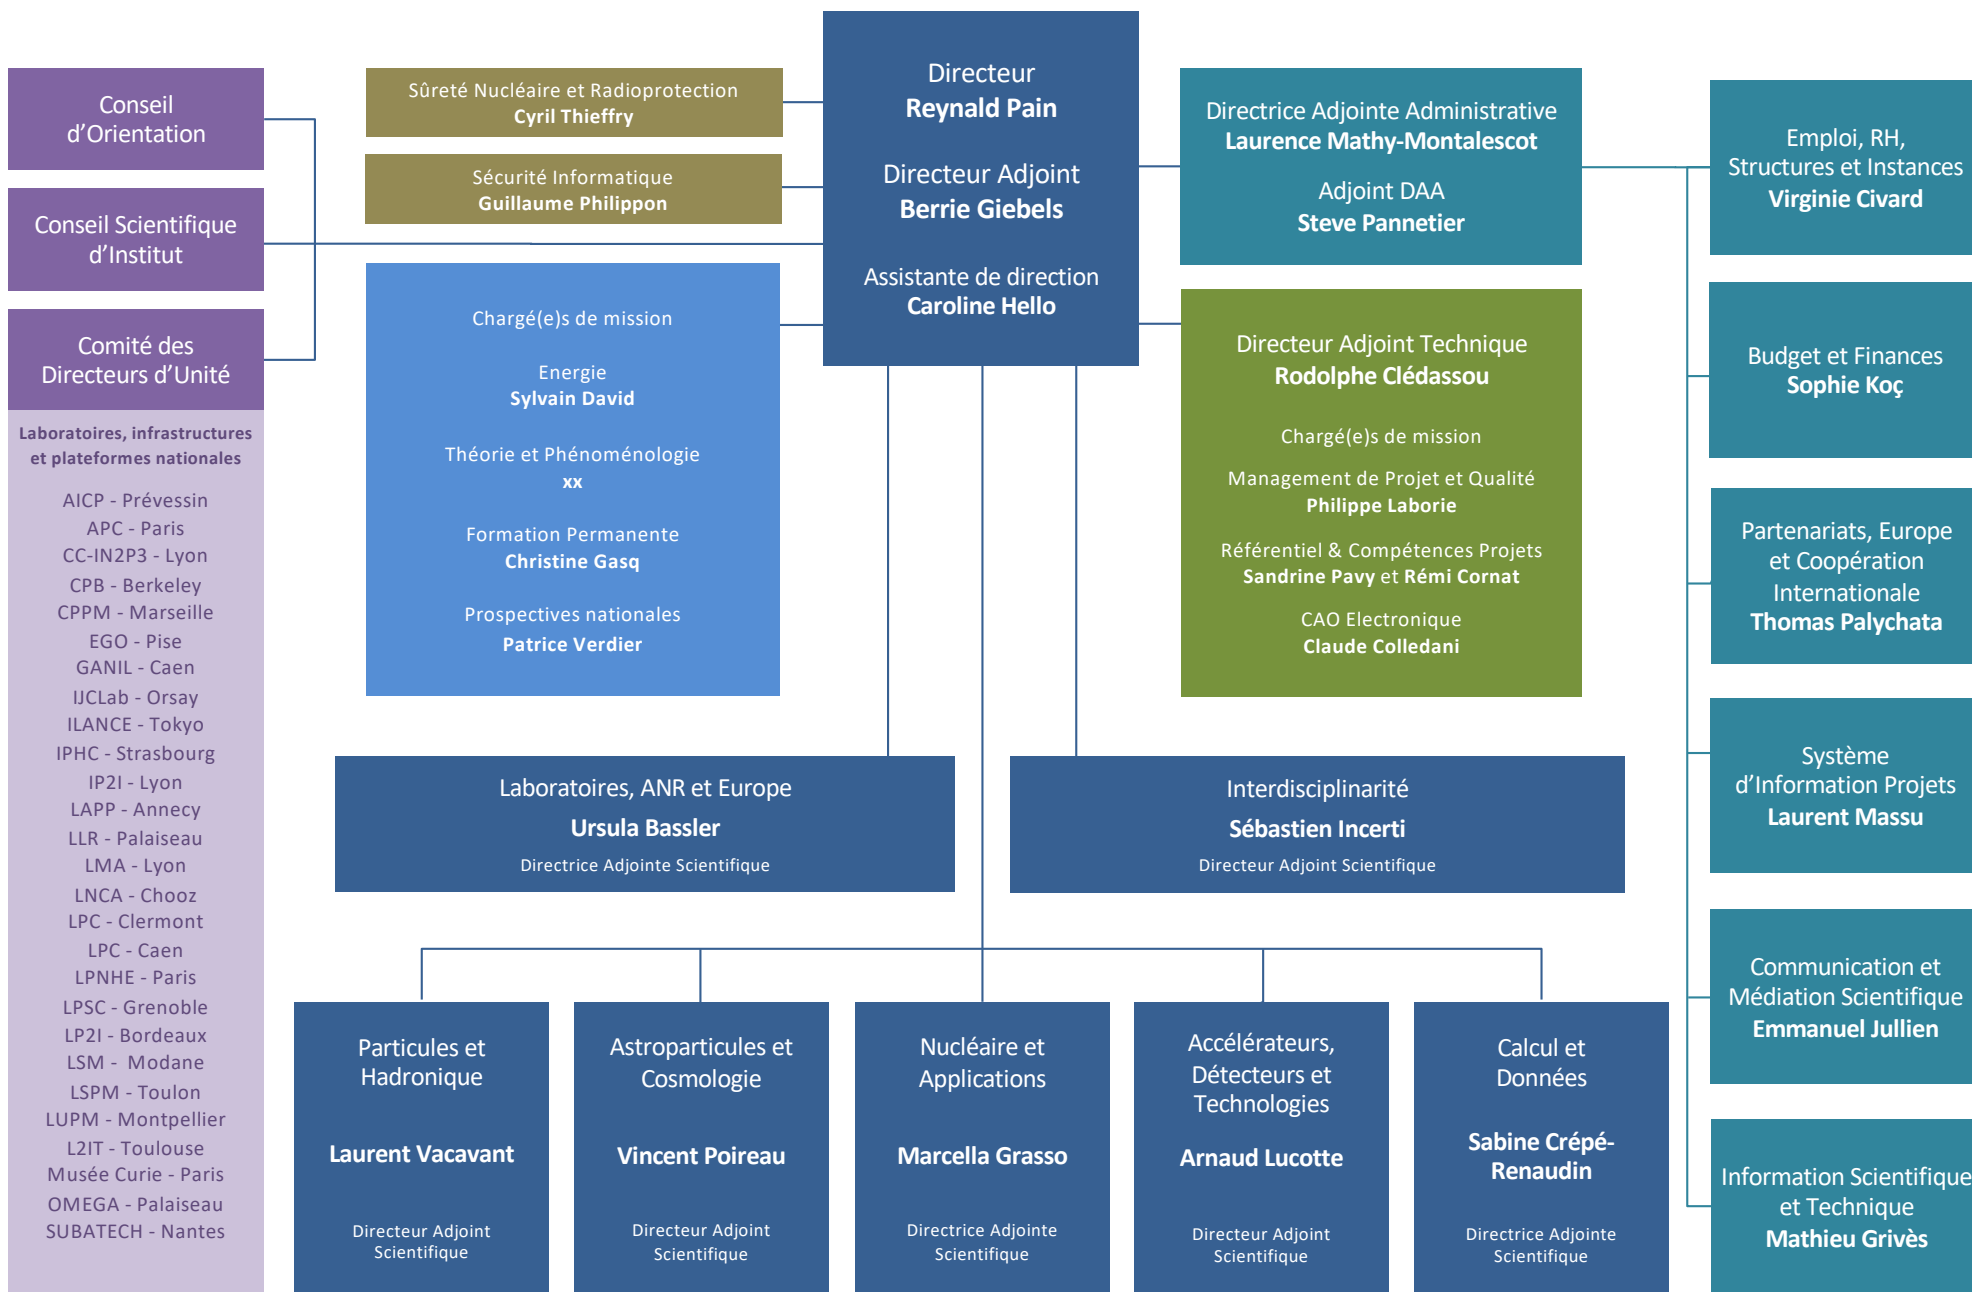 Conseil
d’Orientation
Conseil Scientifique
d’Institut
Comité des
Directeurs d’Unité
Laboratoires, infrastructures
et plateformes nationales
AICP - Prévessin
APC - Paris
CC-IN2P3 - Lyon
CPB - Berkeley
CPPM - Marseille
EGO - Pise
GANIL - Caen
IJCLab - Orsay
ILANCE - Tokyo
IPHC - Strasbourg
IP2I - Lyon
LAPP - Annecy
LLR - Palaiseau
LMA - Lyon
LNCA - Chooz
LPC - Clermont
LPC - Caen
LPNHE - Paris
LPSC - Grenoble
LP2I - Bordeaux
LSM - Modane
LSPM - Toulon
LUPM - Montpellier
L2IT - Toulouse
Musée Curie - Paris
OMEGA - Palaiseau
SUBATECH - Nantes
Sûreté Nucléaire et Radioprotection
Cyril Thieffry
Sécurité Informatique
Guillaume Philippon
Chargé(e)s de mission
Energie
Sylvain David
Théorie et Phénoménologie
xx
Formation Permanente
Christine Gasq
Prospectives nationales
Patrice Verdier
Directeur
Reynald Pain
Directeur Adjoint
Berrie Giebels
Assistante de direction
Caroline Hello
Directrice Adjointe Administrative
Laurence Mathy-Montalescot
Adjoint DAA
Steve Pannetier
Directeur Adjoint Technique
Rodolphe Clédassou
Chargé(e)s de mission
Management de Projet et Qualité
Philippe Laborie
Référentiel & Compétences Projets
Sandrine Pavy et Rémi Cornat
CAO Electronique
Claude Colledani
Emploi, RH,
Structures et Instances
Virginie Civard
Budget et Finances
Sophie Koç
Partenariats, Europe
et Coopération
Internationale
Thomas Palychata
Système
d’Information Projets
Laurent Massu
Communication et
Médiation Scientifique
Emmanuel Jullien
Information Scientifique
et Technique
Mathieu Grivès
Laboratoires, ANR et Europe
Ursula Bassler
Directrice Adjointe Scientifique
Interdisciplinarité
Sébastien Incerti
Directeur Adjoint Scientifique
Particules et
Hadronique
Laurent Vacavant
Directeur Adjoint
Scientifique
Astroparticules et
Cosmologie
Vincent Poireau
Directeur Adjoint
Scientifique
Nucléaire et
Applications
Marcella Grasso
Directrice Adjointe
Scientifique
Accélérateurs,
Détecteurs et
Technologies
Arnaud Lucotte
Directeur Adjoint
Scientifique
Calcul et
Données
Sabine Crépé-
Renaudin
Directrice Adjointe
Scientifique